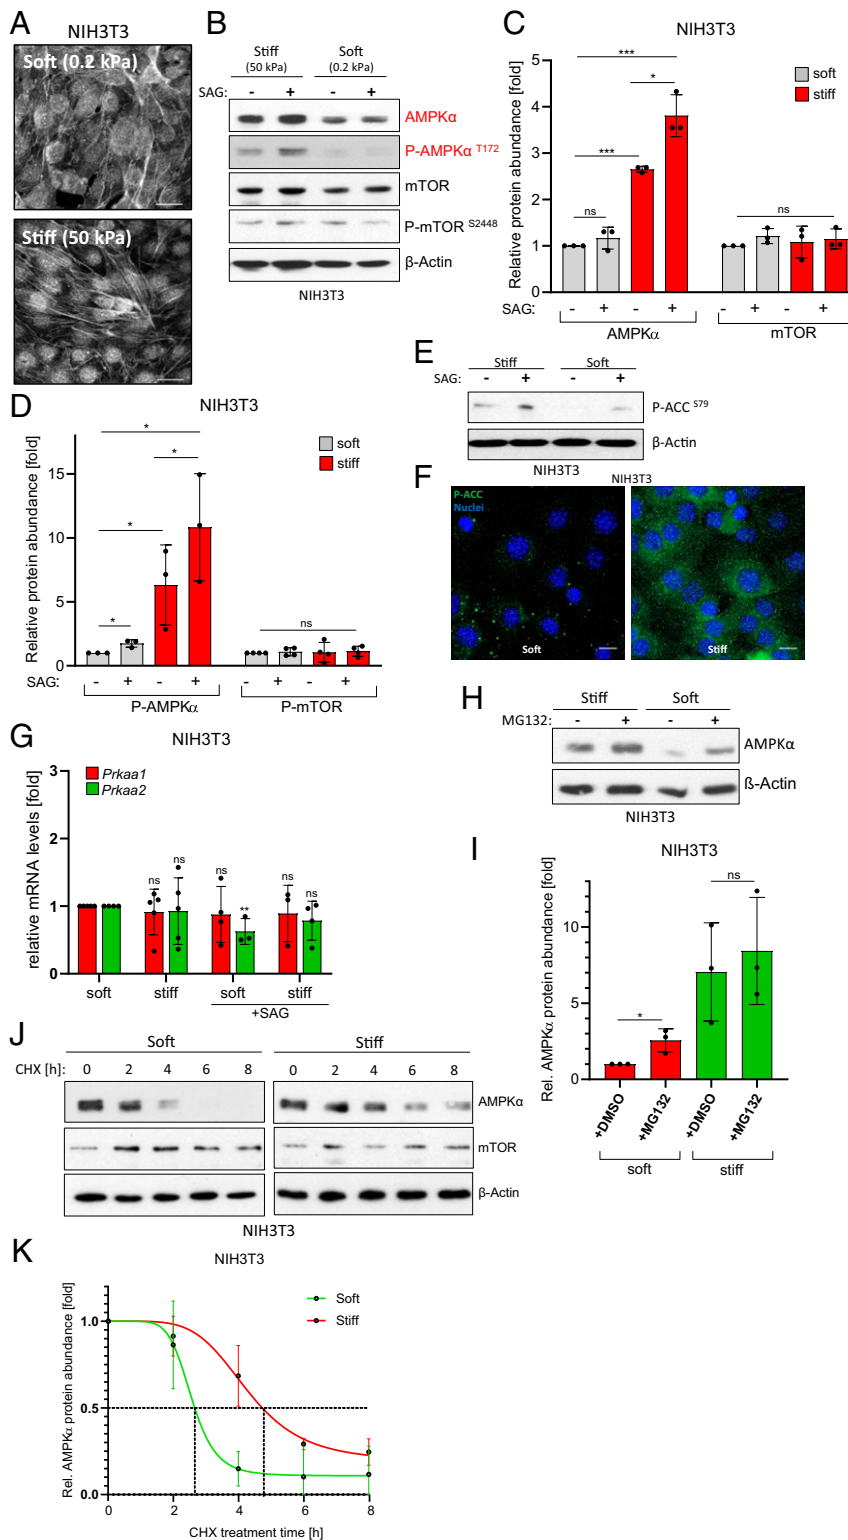 A
NIH3T3
Soft (0.2 kPa)
Stiff (50 kPa)
B
Stiff
(50 kPa)
Soft
(0.2 kPa)
SAG: - + - +
AMPKα
P-AMPKα T172
mTOR
P-mTOR S2448
β-Actin
NIH3T3
C
NIH3T3
Relative protein abundance [fold]
5
4
3
2
1
0
soft
stiff
***
*
***
ns
ns
SAG: - + - + - + - +
AMPKα
mTOR
D
NIH3T3
Relative protein abundance [fold]
15
10
5
0
soft
stiff
*
*
*
*
ns
SAG: - + - + - + - +
P-AMPKα
P-mTOR
E
Stiff
Soft
SAG: - + - +
P-ACC S79
β-Actin
NIH3T3
F
NIH3T3
P-ACC
Nuclei
Soft
Stiff
G
NIH3T3
relative mRNA levels [fold]
3
2
1
0
Prkaa1
Prkaa2
ns
ns
ns
**
ns
ns
soft
stiff
soft
stiff
+SAG
H
Stiff
Soft
MG132: - + - +
AMPKα
ß-Actin
NIH3T3
I
NIH3T3
Rel. AMPKα protein abundance [fold]
10
5
0
*
ns
+DMSO
+MG132
+DMSO
+MG132
soft
stiff
J
Soft
Stiff
CHX [h]: 0 2 4 6 8 0 2 4 6 8
AMPKα
mTOR
β-Actin
NIH3T3
K
NIH3T3
Rel. AMPKα protein abundance [fold]
1.0
0.5
0.0
Soft
Stiff
0 2 4 6 8
CHX treatment time [h]